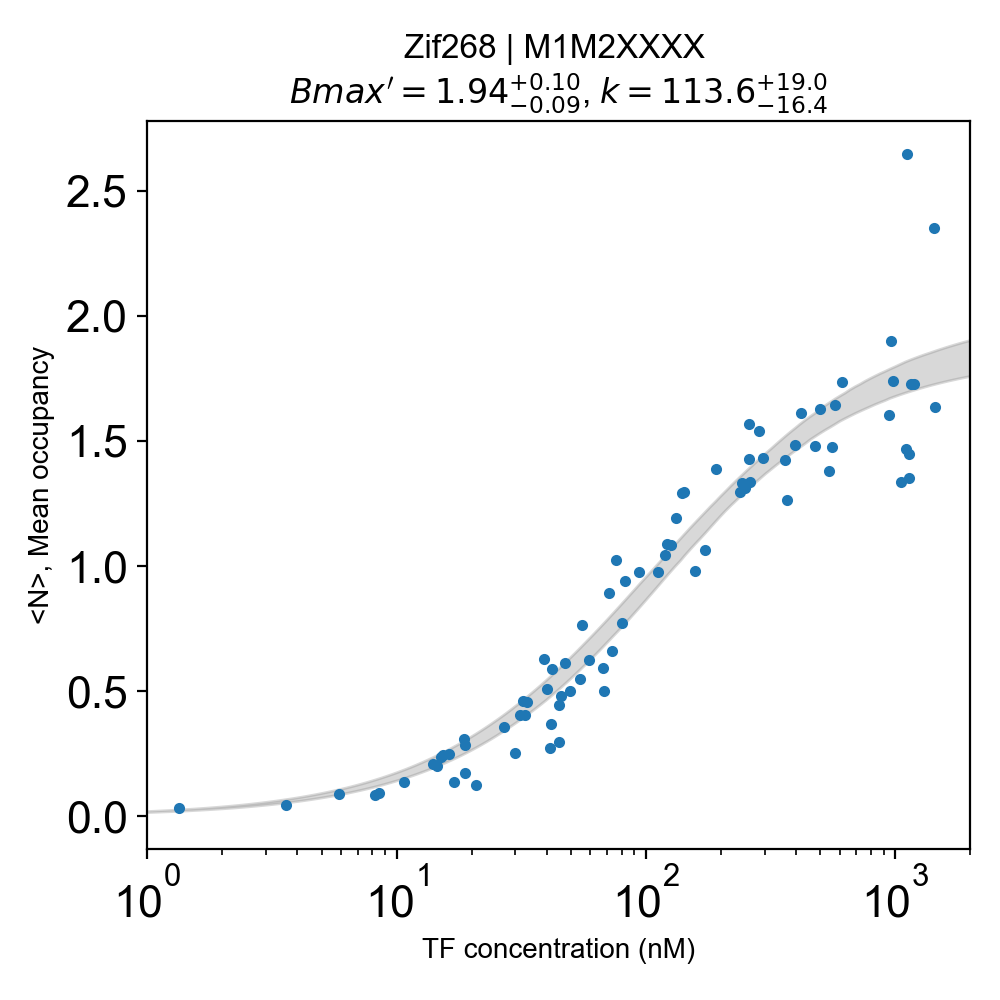 Zif268 | M1M2XXXX
Bmax′ = 1.94 +0.10 −0.09, k = 113.6 +19.0 −16.4
<N>, Mean occupancy
2.5
2.0
1.5
1.0
0.5
0.0
10^0 10^1 10^2 10^3
TF concentration (nM)